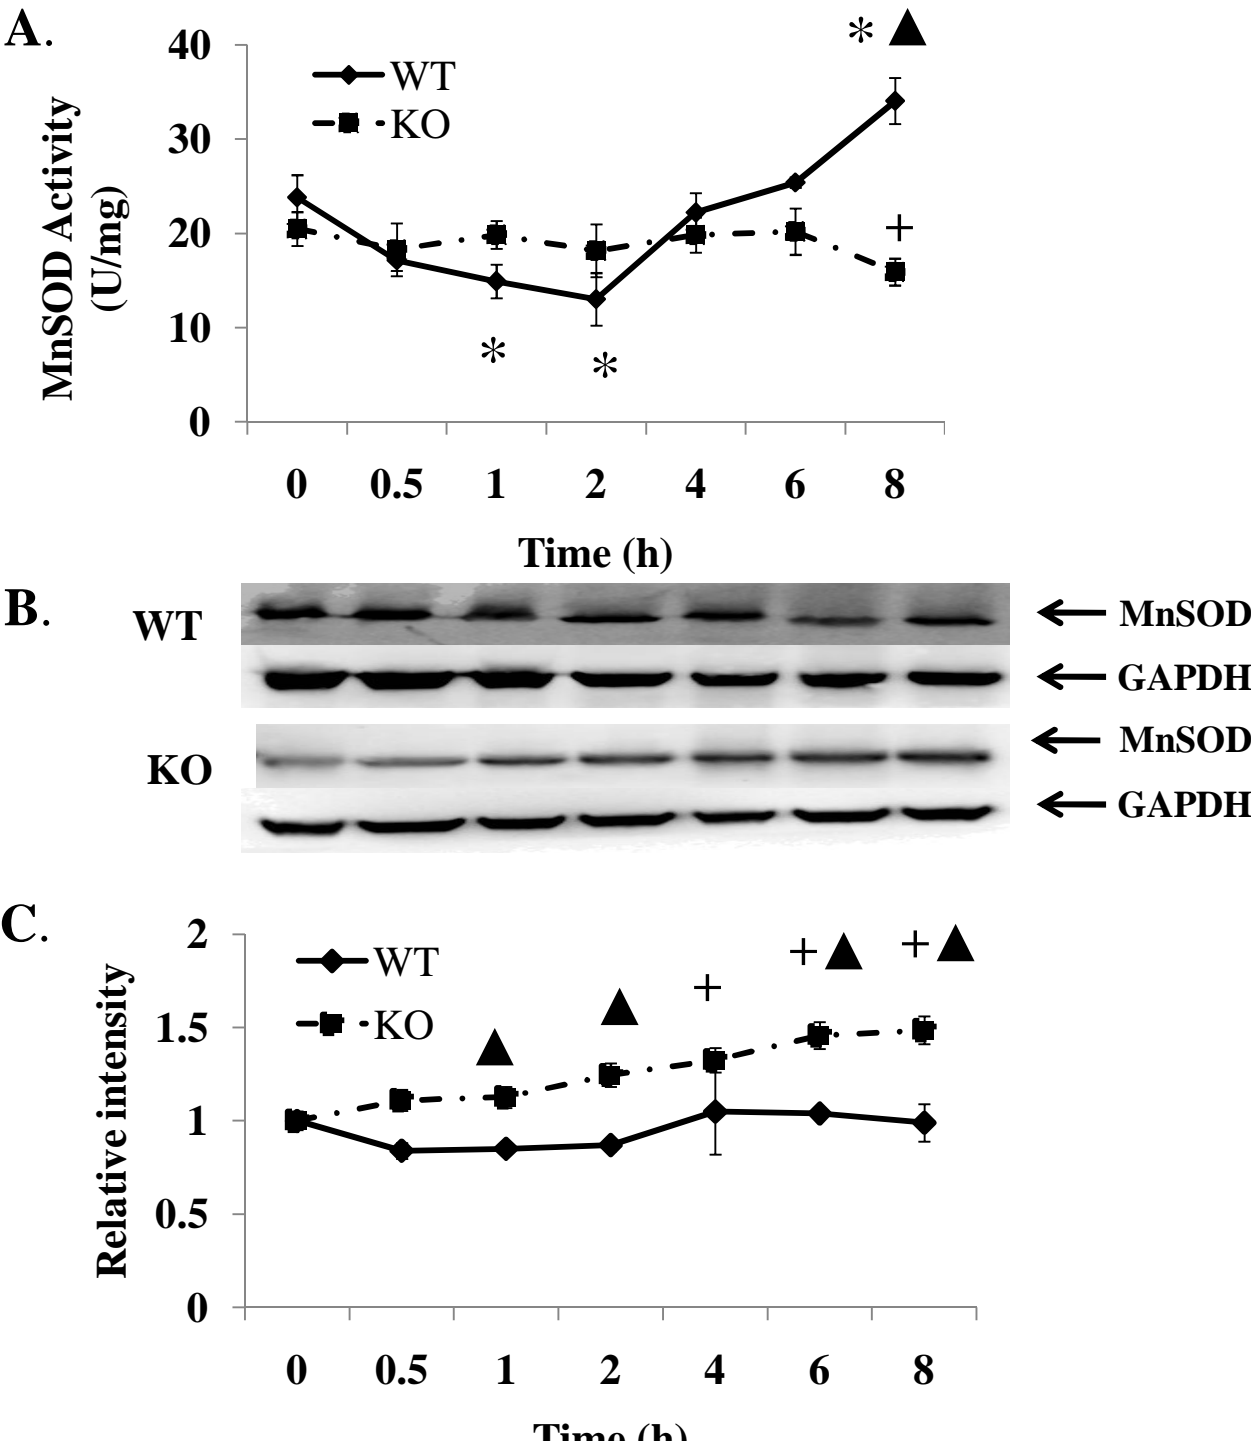 A.
* ▲
40
30
20
10
0
WT
KO
MnSOD Activity
(U/mg)
+
* *
0 0.5 1 2 4 6 8
Time (h)
B.
WT
MnSOD
GAPDH
KO
MnSOD
GAPDH
C.
2
1.5
1
0.5
0
WT
KO
Relative intensity
▲ ▲ + + ▲ + ▲
0 0.5 1 2 4 6 8
Time (h)